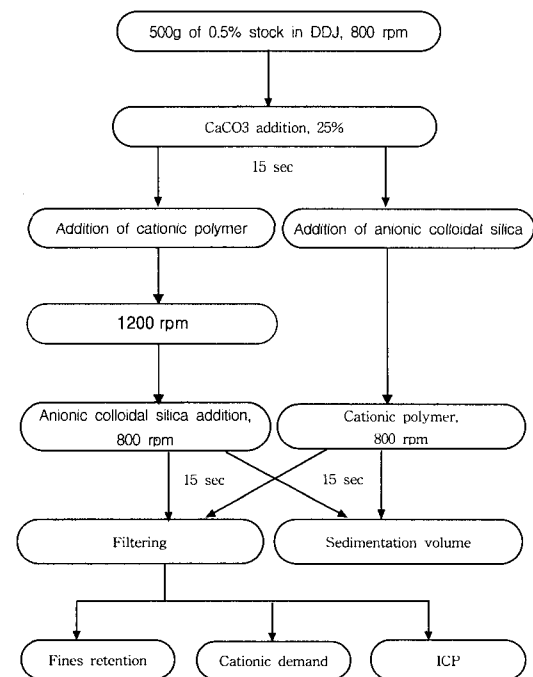 500g of 0.5% stock in DDJ, 800 rpm
CaCO3 addition, 25%
15 sec
Addition of cationic polymer
Addition of anionic colloidal silica
1200 rpm
Anionic colloidal silica addition,
800 rpm
Cationic polymer,
800 rpm
15 sec
15 sec
Filtering
Sedimentation volume
Fines retention
Cationic demand
ICP